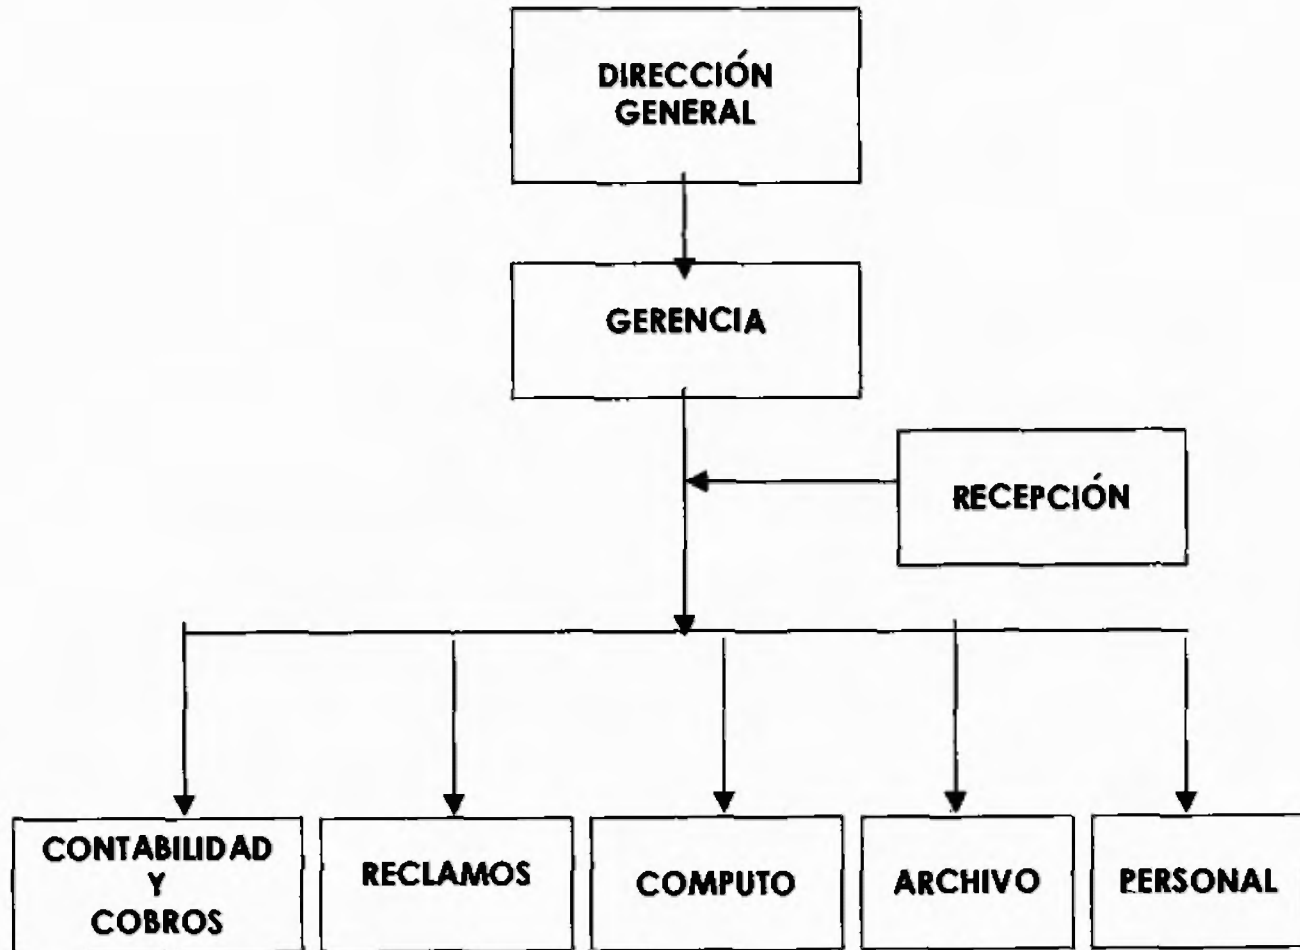 DIRECCIÓN
GENERAL
GERENCIA
RECEPCIÓN
CONTABILIDAD
Y
COBROS
RECLAMOS
COMPUTO
ARCHIVO
PERSONAL